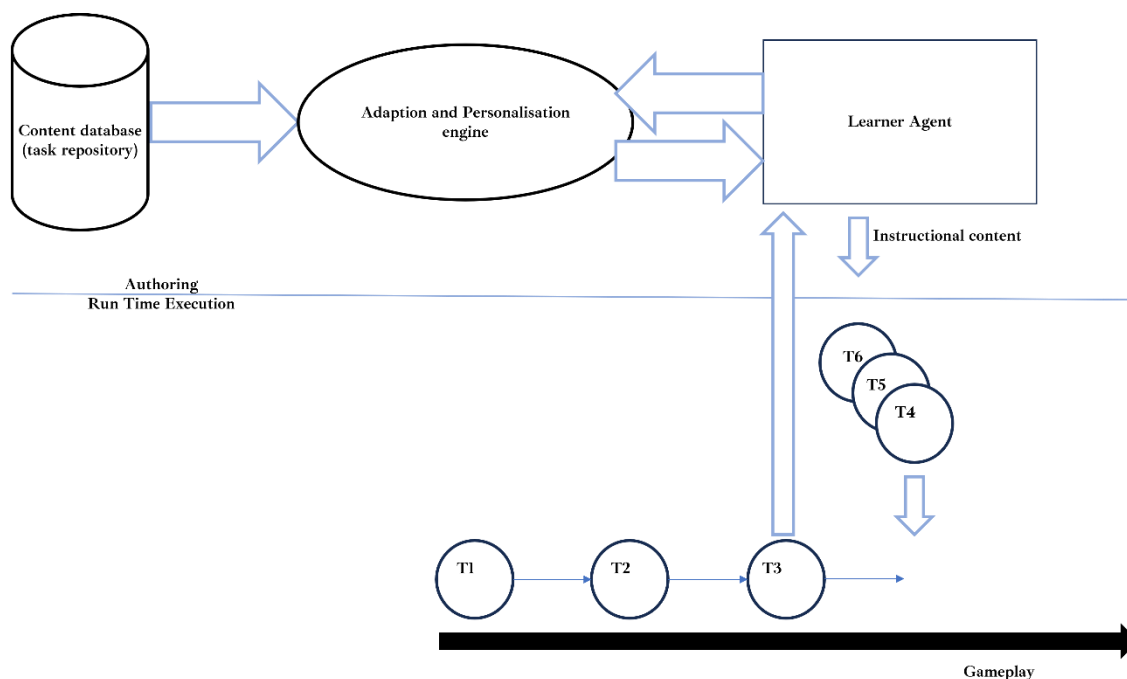 Content database
(task repository)
Adaption and Personalisation
engine
Learner Agent
Instructional content
Authoring
Run Time Execution
T6
T5
T4
T1
T2
T3
Gameplay